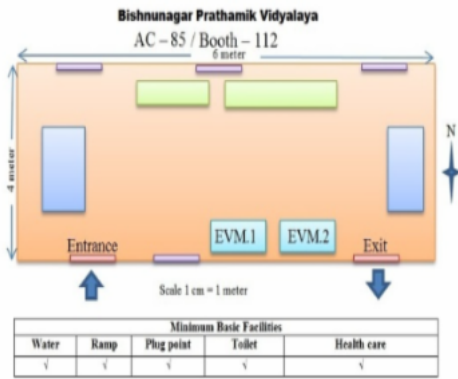 Bishnunagar Prathamik Vidyalaya
AC – 85 / Booth – 112
6 meter
4 meter
N
EVM.1
EVM.2
Entrance
Exit
Scale 1 cm = 1 meter
Minimum Basic Facilities
Water Ramp Plug point Toilet Health care
√ √ √ √ √